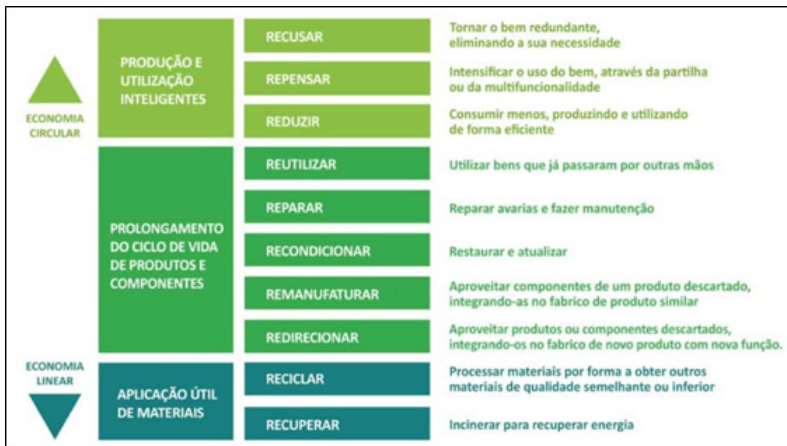 ECONOMIA
CIRCULAR
PRODUÇÃO E
UTILIZAÇÃO
INTELIGENTES
RECUSAR
Tornar o bem redundante,
eliminando a sua necessidade
REPENSAR
Intensificar o uso do bem, através da partilha
ou da multifuncionalidade
REDUZIR
Consumir menos, produzindo e utilizando
de forma eficiente
PROLONGAMENTO
DO CICLO DE VIDA
DE PRODUTOS E
COMPONENTES
REUTILIZAR
Utilizar bens que já passaram por outras mãos
REPARAR
Reparar avarias e fazer manutenção
RECONDICIONAR
Restaurar e atualizar
REMANUFATURAR
Aproveitar componentes de um produto descartado,
integrando-as no fabrico de produto similar
REDIRECIONAR
Aproveitar produtos ou componentes descartados,
integrando-os no fabrico de novo produto com nova função.
ECONOMIA
LINEAR
APLICAÇÃO ÚTIL
DE MATERIAIS
RECICLAR
Processar materiais por forma a obter outros
materiais de qualidade semelhante ou inferior
RECUPERAR
Incinerar para recuperar energia